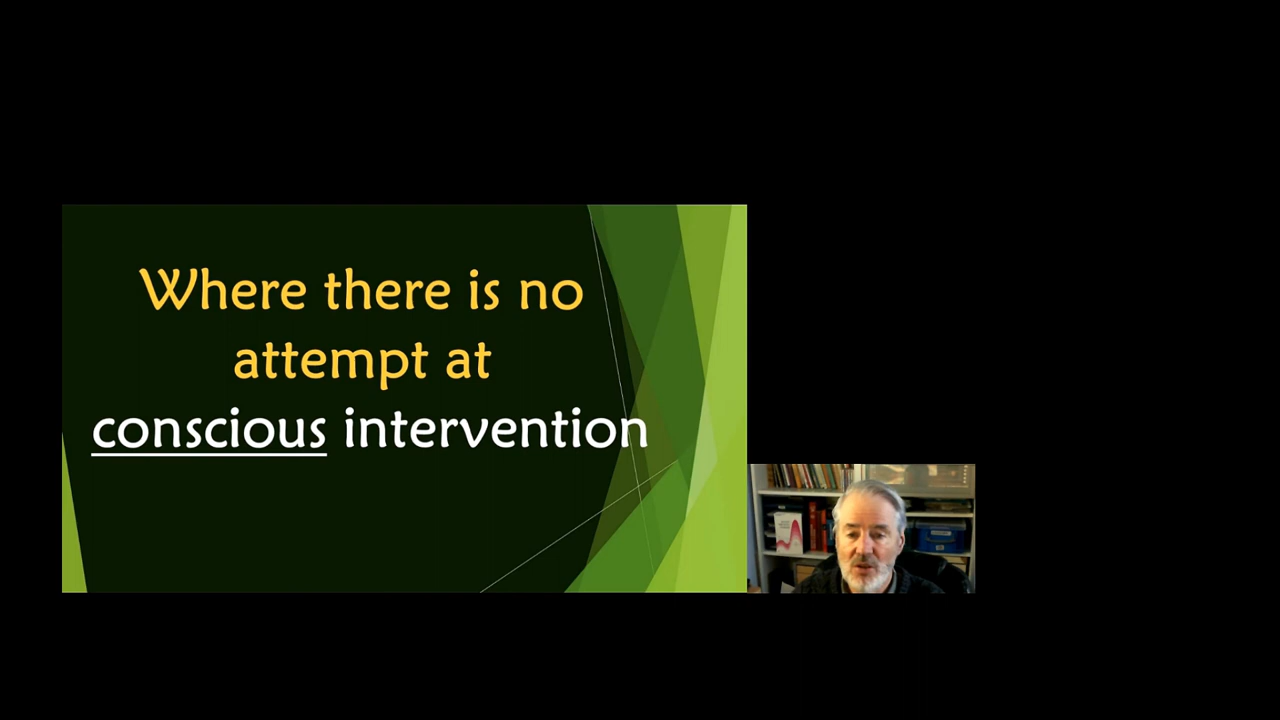 Where there is no
attempt at
conscious intervention